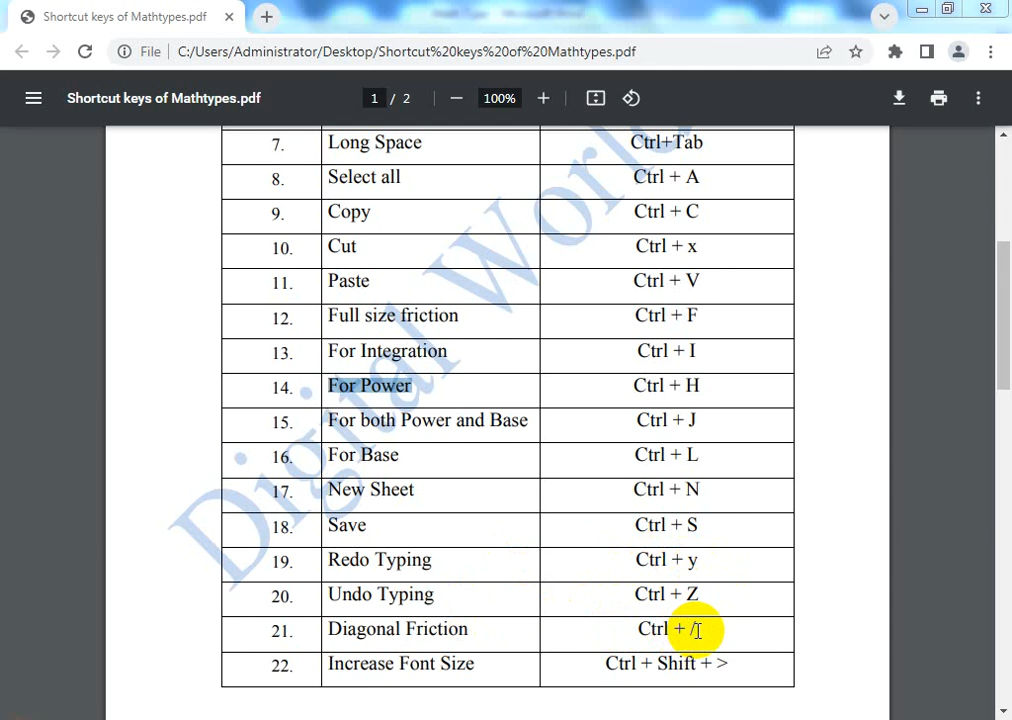 Shortcut keys of Mathtypes.pdf
File C:/Users/Administrator/Desktop/Shortcut%20keys%20of%20Mathtypes.pdf
Shortcut keys of Mathtypes.pdf 1 / 2 100%
7. Long Space Ctrl+Tab
8. Select all Ctrl + A
9. Copy Ctrl + C
10. Cut Ctrl + x
11. Paste Ctrl + V
12. Full size friction Ctrl + F
13. For Integration Ctrl + I
14. For Power Ctrl + H
15. For both Power and Base Ctrl + J
16. For Base Ctrl + L
17. New Sheet Ctrl + N
18. Save Ctrl + S
19. Redo Typing Ctrl + y
20. Undo Typing Ctrl + Z
21. Diagonal Friction Ctrl + /
22. Increase Font Size Ctrl + Shift + >
Digital World